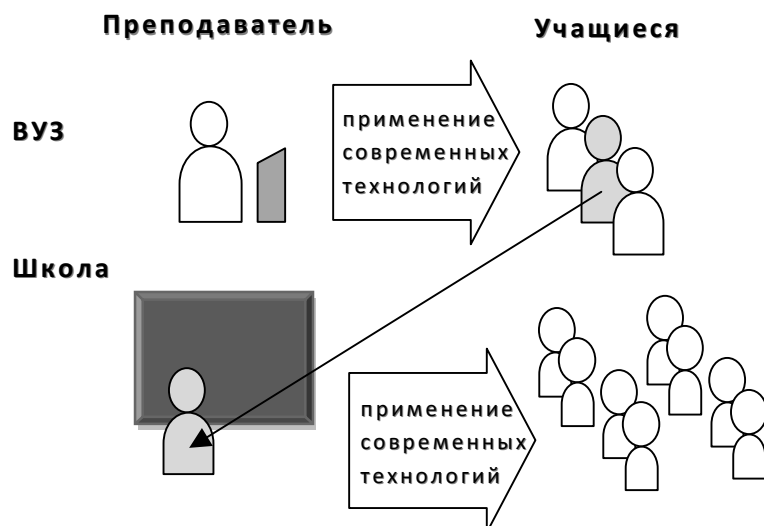 Преподаватель
Учащиеся
ВУЗ
применение
современных
технологий
Школа
применение
современных
технологий